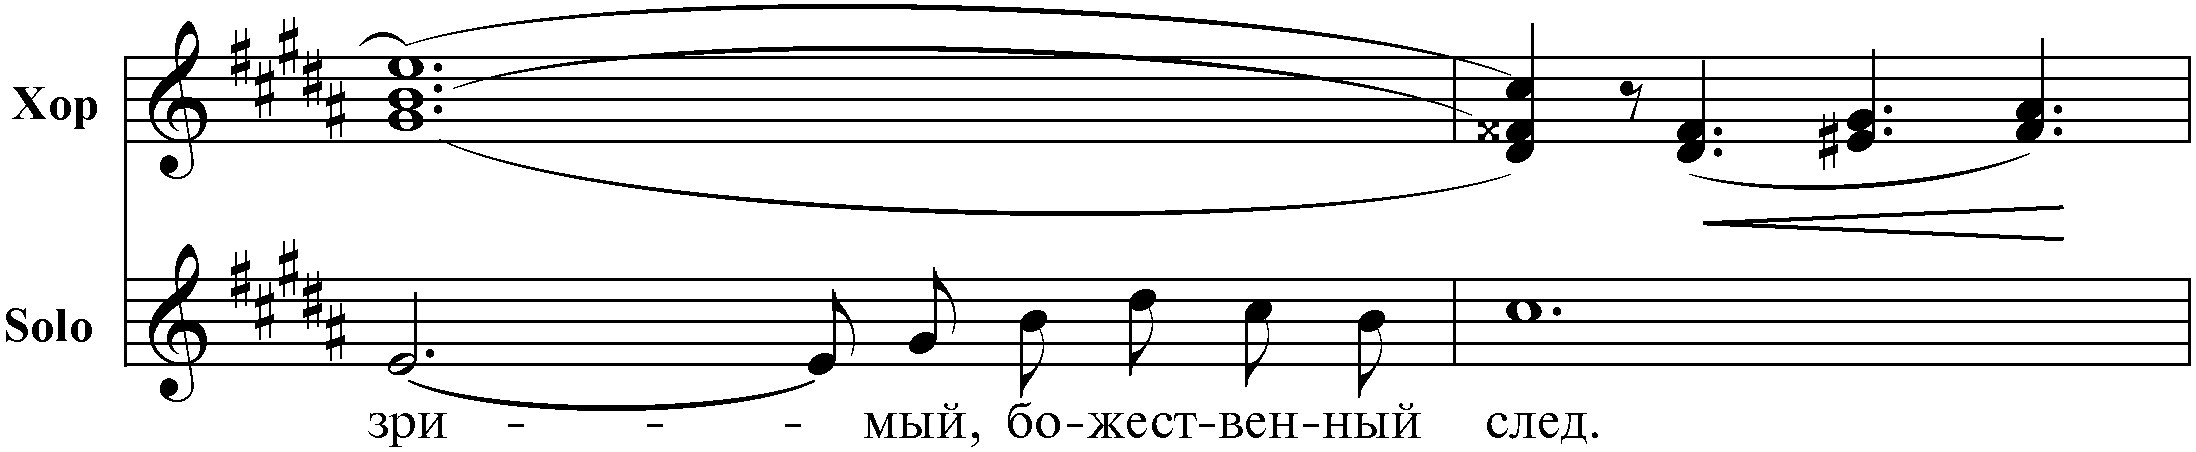 Хор
Solo
зри - - - мый, бо-жест-вен-ный след.